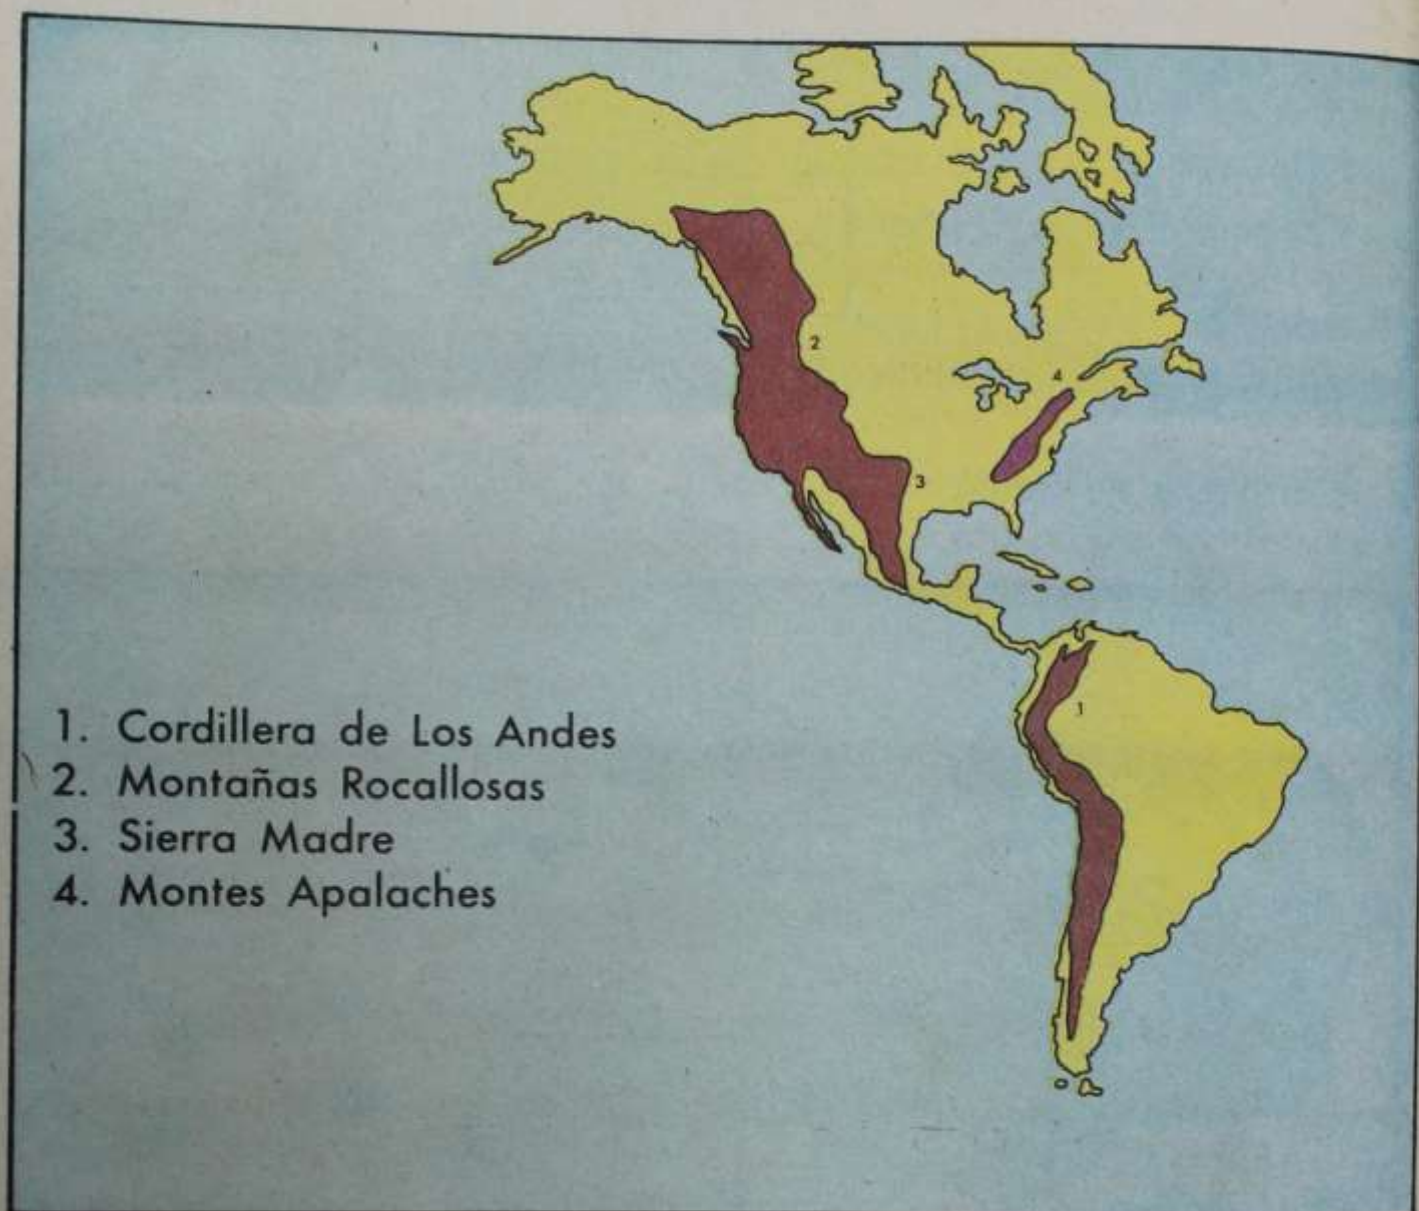 2
4
3
1
1. Cordillera de Los Andes
2. Montañas Rocallosas
3. Sierra Madre
4. Montes Apalaches